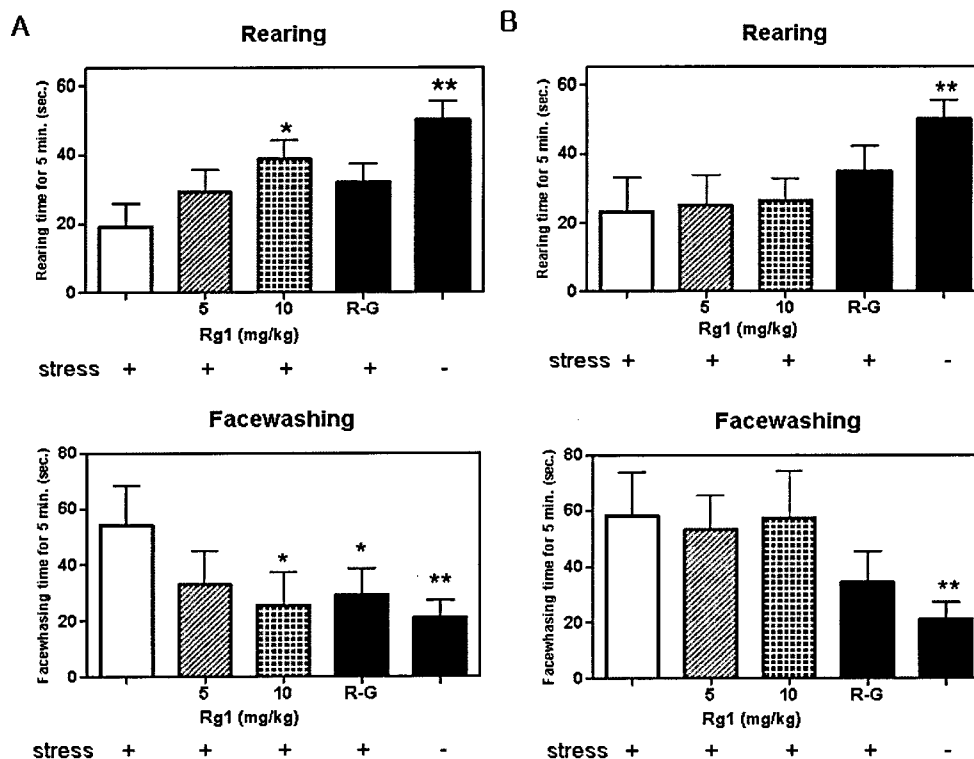 A
Rearing
Rearing time for 5 min. (sec.)
60
40
20
0
*
**
5 10 R-G
Rg1 (mg/kg)
stress + + + + -
Facewashing
Facewhasing time for 5 min. (sec.)
80
60
40
20
0
*
*
**
5 10 R-G
Rg1 (mg/kg)
stress + + + + -
B
Rearing
Rearing time for 5 min. (sec.)
60
40
20
0
**
5 10 R-G
Rg1 (mg/kg)
stress + + + + -
Facewashing
Facewhasing time for 5 min. (sec.)
80
60
40
20
0
**
5 10 R-G
Rg1 (mg/kg)
stress + + + + -